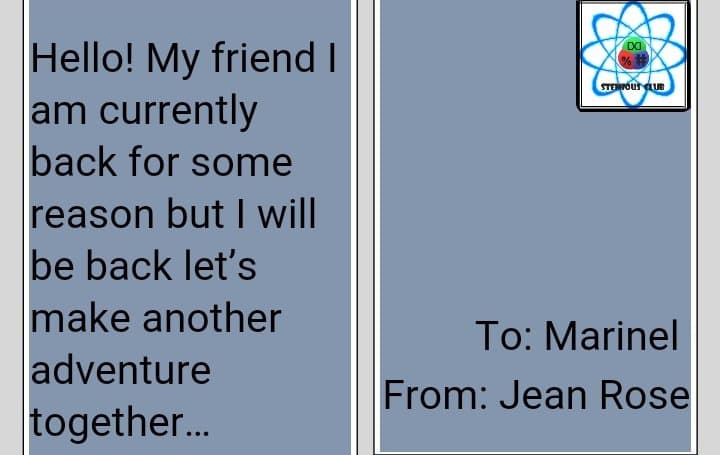 Hello! My friend I
am currently
back for some
reason but I will
be back let’s
make another
adventure
together…
STEMIOUS CLUB
To: Marinel
From: Jean Rose